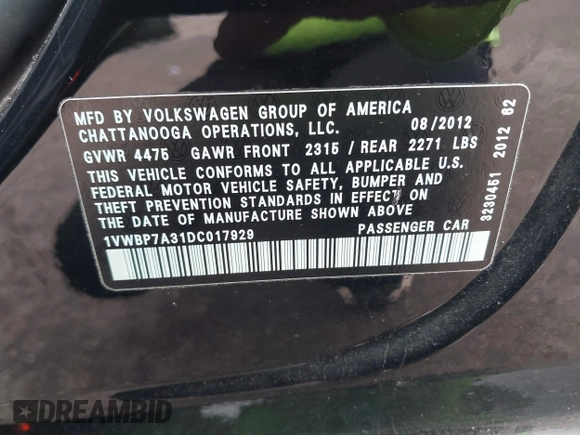 MFD BY VOLKSWAGEN GROUP OF AMERICA
CHATTANOOGA OPERATIONS, LLC. 08/2012
GVWR 4475 GAWR FRONT 2315 / REAR 2271 LBS
THIS VEHICLE CONFORMS TO ALL APPLICABLE U.S.
FEDERAL MOTOR VEHICLE SAFETY, BUMPER AND
THEFT PREVENTION STANDARDS IN EFFECT ON
THE DATE OF MANUFACTURE SHOWN ABOVE
1VWBP7A31DC017929 PASSENGER CAR
3230451 2012 62
DREAMBID